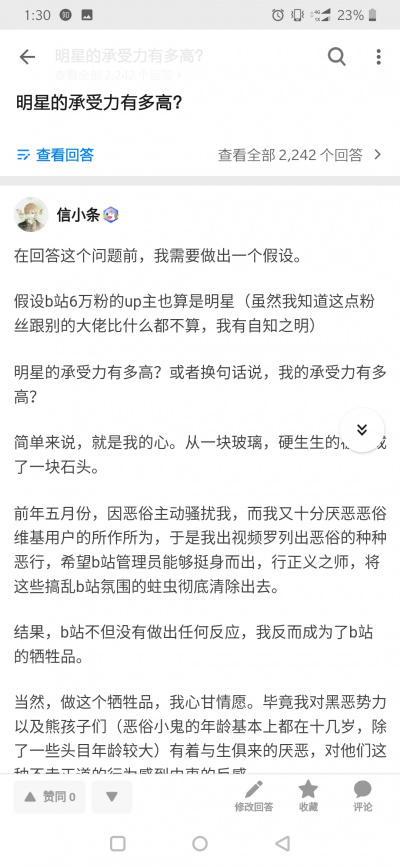 1:30
知
4G
23%
明星的承受力有多高？
查看全部 2,242 个回答
明星的承受力有多高？
查看回答
查看全部 2,242 个回答
信小条
在回答这个问题前，我需要做出一个假设。
假设b站6万粉的up主也算是明星（虽然我知道这点粉
丝跟别的大佬比什么都不算，我有自知之明）
明星的承受力有多高？或者换句话说，我的承受力有多
高？
简单来说，就是我的心。从一块玻璃，硬生生的
了一块石头。
前年五月份，因恶俗主动骚扰我，而我又十分厌恶恶俗
维基用户的所作所为，于是我出视频罗列出恶俗的种种
恶行，希望b站管理员能够挺身而出，行正义之师，将
这些搞乱b站氛围的蛀虫彻底清除出去。
结果，b站不但没有做出任何反应，我反而成为了b站
的牺牲品。
当然，做这个牺牲品，我心甘情愿。毕竟我对黑恶势力
以及熊孩子们（恶俗小鬼的年龄基本上都在十几岁，除
了一些头目年龄较大）有着与生俱来的厌恶，对他们这
种不走正道的行为感到由衷的反感
赞同 0
修改回答
收藏
评论